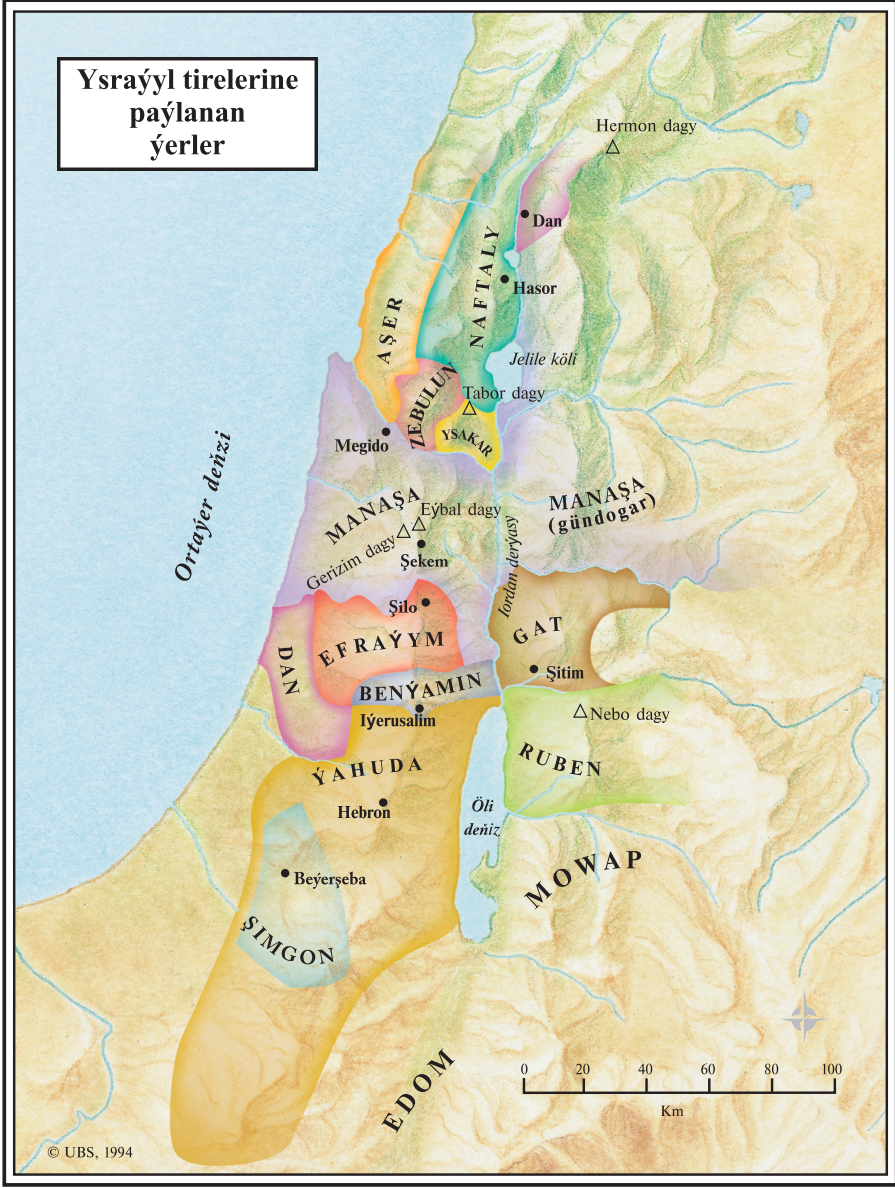 Ysraýyl tirelerine
paýlanan
ýerler
Hermon dagy
Dan
NAFTALY
Hasor
AŞER
Jelile köli
ZEBULUN
Tabor dagy
YSAKAR
Megido
Ortaýer deňzi
MANAŞA
Eýbal dagy
Gerizim dagy
Şekem
MANAŞA
(gündogar)
Iordan derýasy
Şilo
EFRAÝYM
DAN
GAT
Şitim
BENÝAMIN
Iýerusalim
Nebo dagy
RUBEN
ÝAHUDA
Hebron
Öli
deňiz
Beýerşeba
ŞIMGON
MOWAP
EDOM
0 20 40 60 80 100
Km
© UBS, 1994